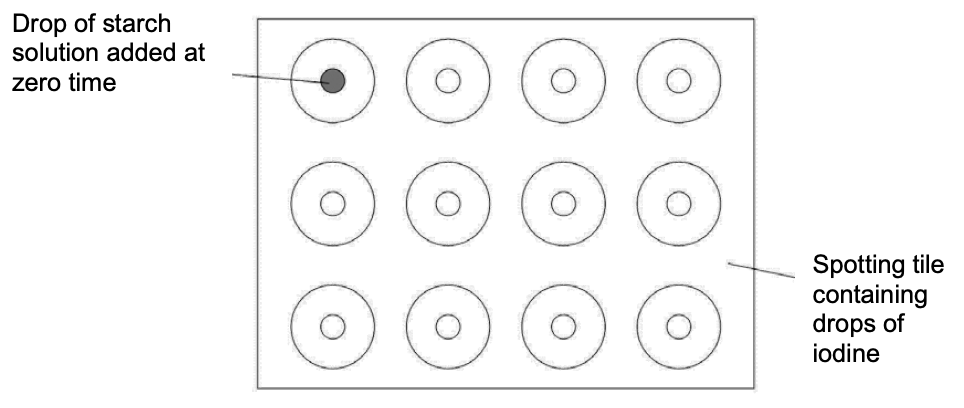 Drop of starch
solution added at
zero time
Spotting tile
containing
drops of
iodine